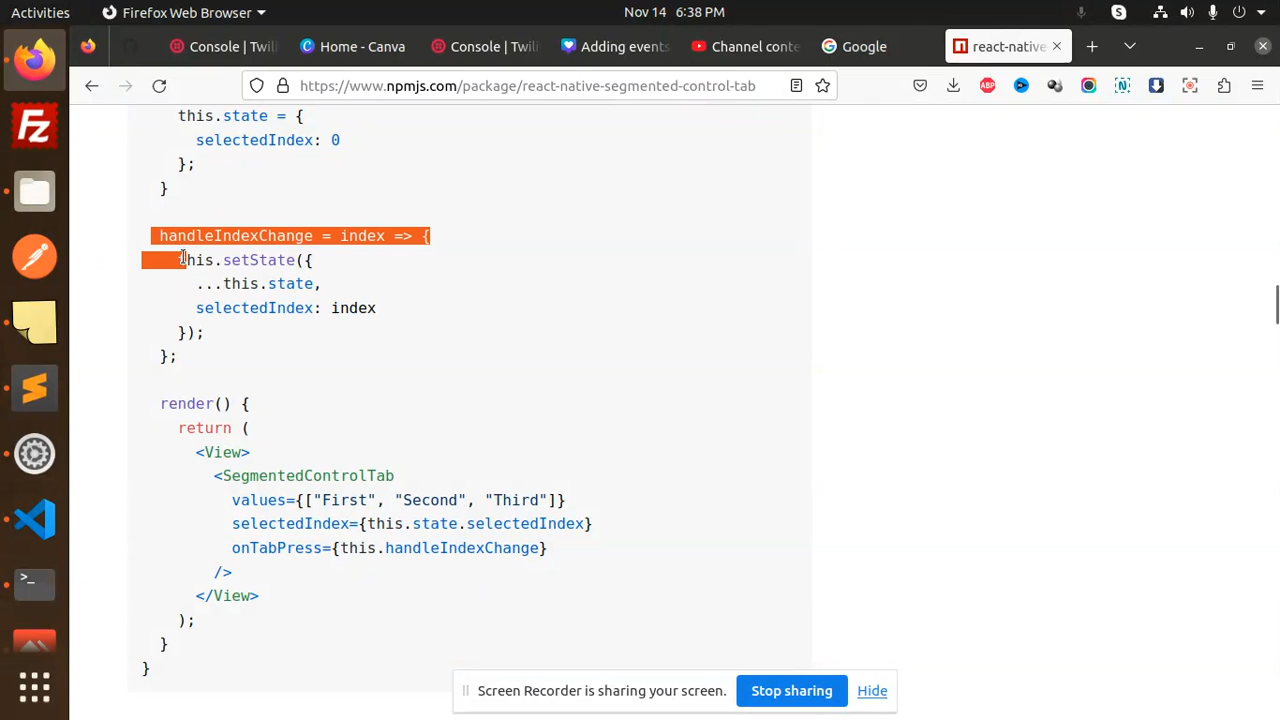 Activities
Firefox Web Browser
Nov 14 6:38 PM
Console | Twili
Home - Canva
Console | Twili
Adding events
Channel conte
Google
react-native-
https://www.npmjs.com/package/react-native-segmented-control-tab
this.state = {
selectedIndex: 0
};
}
handleIndexChange = index => {
this.setState({
...this.state,
selectedIndex: index
});
};
render() {
return (
<View>
<SegmentedControlTab
values={["First", "Second", "Third"]}
selectedIndex={this.state.selectedIndex}
onTabPress={this.handleIndexChange}
/>
</View>
);
}
}
Screen Recorder is sharing your screen.
Stop sharing
Hide